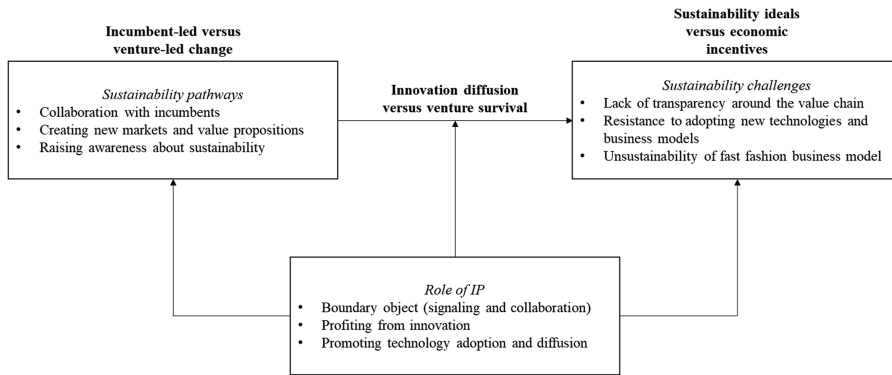 Incumbent-led versus
venture-led change
Sustainability pathways
• Collaboration with incumbents
• Creating new markets and value propositions
• Raising awareness about sustainability
Innovation diffusion
versus venture survival
Sustainability ideals
versus economic
incentives
Sustainability challenges
• Lack of transparency around the value chain
• Resistance to adopting new technologies and
business models
• Unsustainability of fast fashion business model
Role of IP
• Boundary object (signaling and collaboration)
• Profiting from innovation
• Promoting technology adoption and diffusion